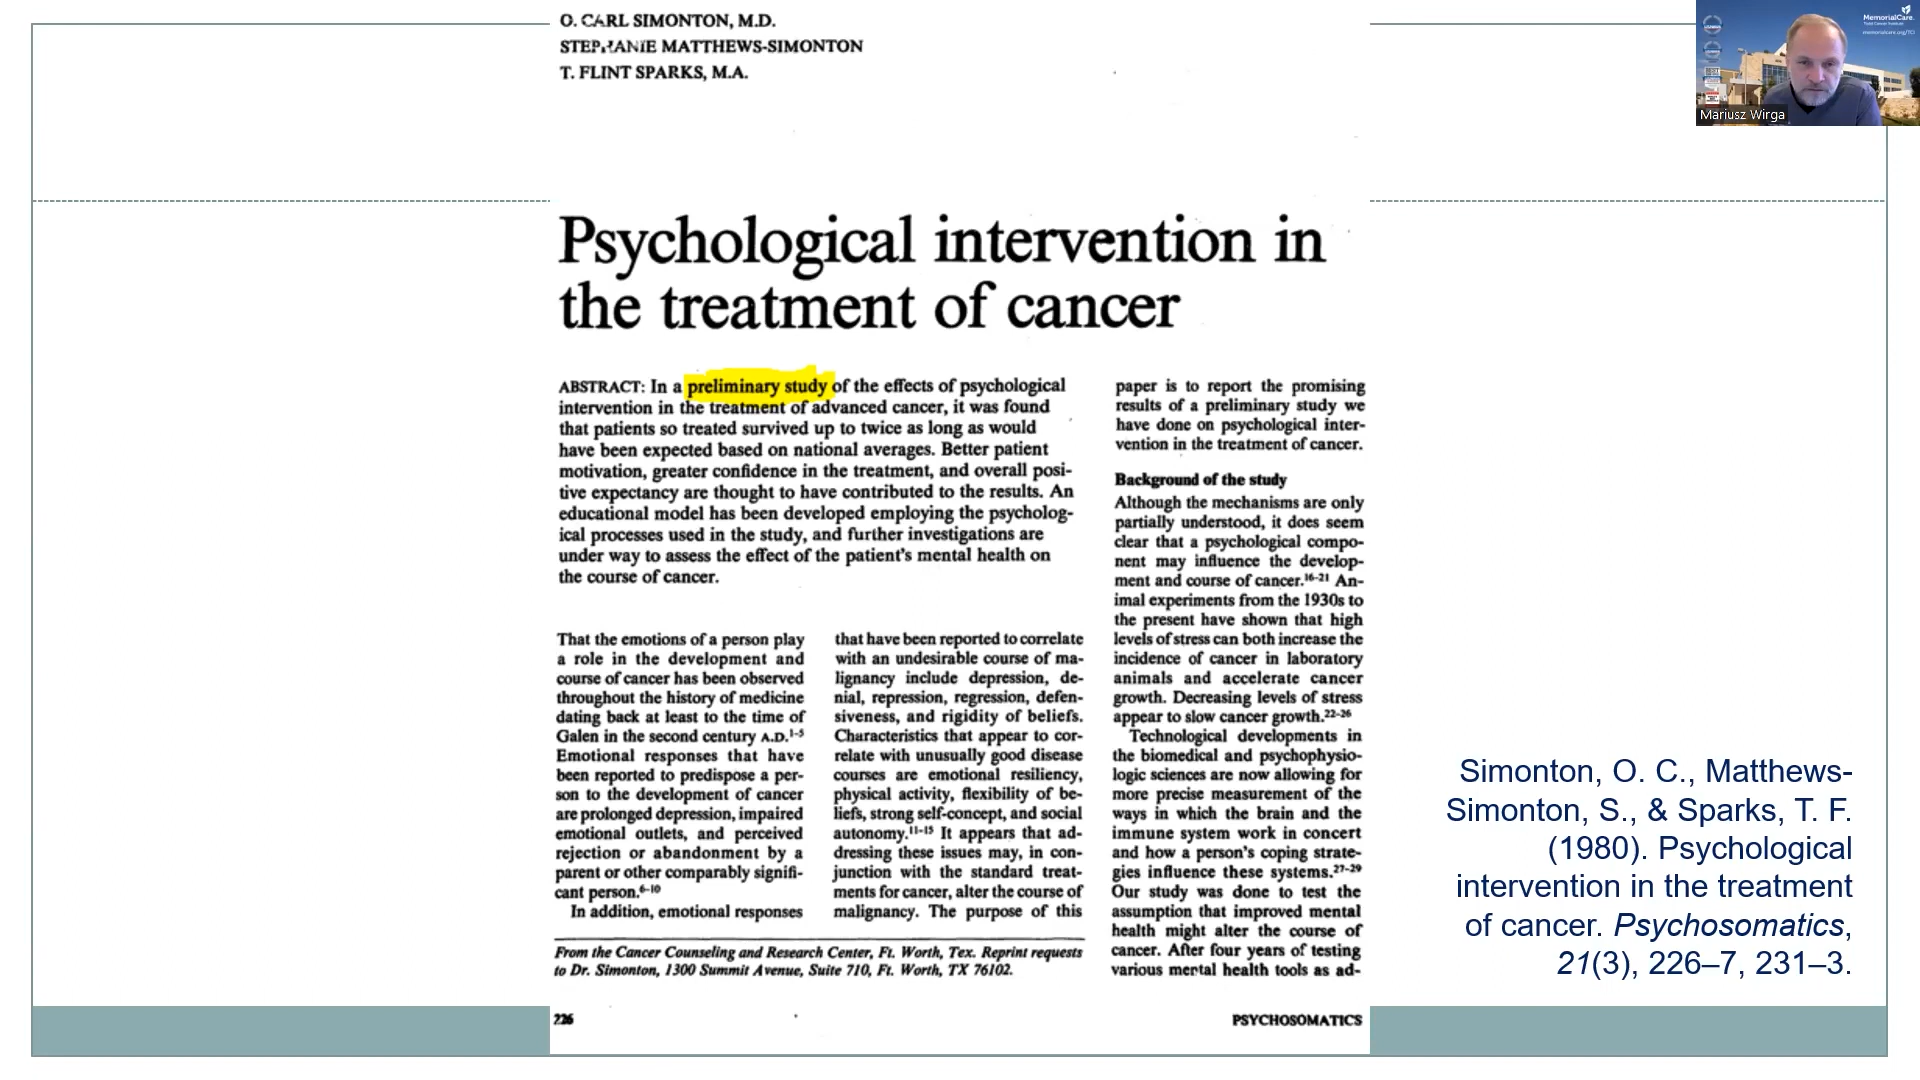 O. CARL SIMONTON, M.D.
STEPHANIE MATTHEWS-SIMONTON
T. FLINT SPARKS, M.A.
MemorialCare.
Todd Cancer Institute
memorialcare.org/TCI
Mariusz Wirga
Psychological intervention in
the treatment of cancer
ABSTRACT: In a preliminary study of the effects of psychological
intervention in the treatment of advanced cancer, it was found
that patients so treated survived up to twice as long as would
have been expected based on national averages. Better patient
motivation, greater confidence in the treatment, and overall posi-
tive expectancy are thought to have contributed to the results. An
educational model has been developed employing the psycholog-
ical processes used in the study, and further investigations are
under way to assess the effect of the patient's mental health on
the course of cancer.
That the emotions of a person play
a role in the development and
course of cancer has been observed
throughout the history of medicine
dating back at least to the time of
Galen in the second century A.D.1-5
Emotional responses that have
been reported to predispose a per-
son to the development of cancer
are prolonged depression, impaired
emotional outlets, and perceived
rejection or abandonment by a
parent or other comparably signifi-
cant person.6-10
In addition, emotional responses
that have been reported to correlate
with an undesirable course of ma-
lignancy include depression, de-
nial, repression, regression, defen-
siveness, and rigidity of beliefs.
Characteristics that appear to cor-
relate with unusually good disease
courses are emotional resiliency,
physical activity, flexibility of be-
liefs, strong self-concept, and social
autonomy.11-15 It appears that ad-
dressing these issues may, in con-
junction with the standard treat-
ments for cancer, alter the course of
malignancy. The purpose of this
paper is to report the promising
results of a preliminary study we
have done on psychological inter-
vention in the treatment of cancer.
Background of the study
Although the mechanisms are only
partially understood, it does seem
clear that a psychological compo-
nent may influence the develop-
ment and course of cancer.16-21 An-
imal experiments from the 1930s to
the present have shown that high
levels of stress can both increase the
incidence of cancer in laboratory
animals and accelerate cancer
growth. Decreasing levels of stress
appear to slow cancer growth.22-26
Technological developments in
the biomedical and psychophysio-
logic sciences are now allowing for
more precise measurement of the
ways in which the brain and the
immune system work in concert
and how a person's coping strate-
gies influence these systems.27-29
Our study was done to test the
assumption that improved mental
health might alter the course of
cancer. After four years of testing
various mental health tools as ad-
From the Cancer Counseling and Research Center, Ft. Worth, Tex. Reprint requests
to Dr. Simonton, 1300 Summit Avenue, Suite 710, Ft. Worth, TX 76102.
226
PSYCHOSOMATICS
Simonton, O. C., Matthews-
Simonton, S., & Sparks, T. F.
(1980). Psychological
intervention in the treatment
of cancer. Psychosomatics,
21(3), 226–7, 231–3.